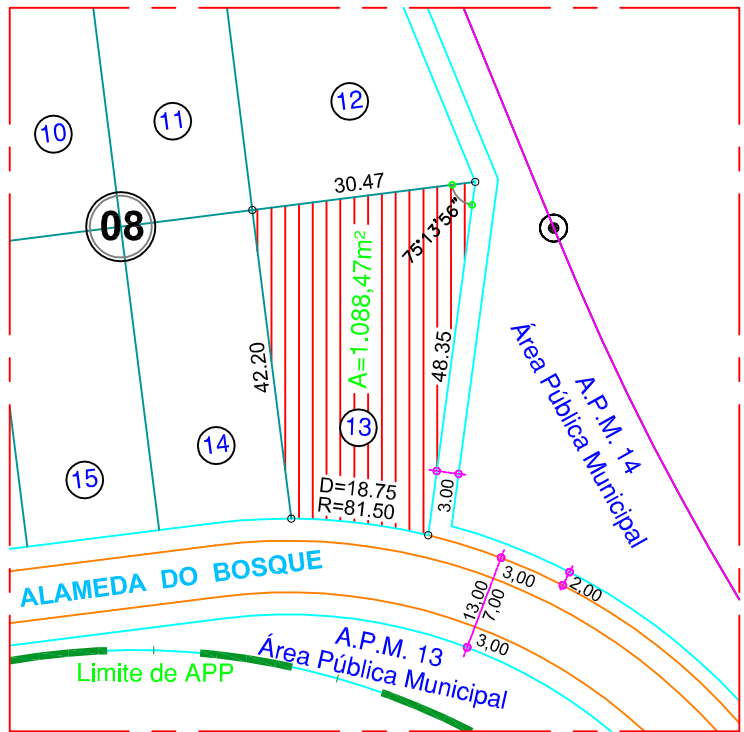 12
11
10
30.47
08
75°13'56"
A=1.088,47m²
48.35
42.20
A.P.M. 14
Área Pública Municipal
13
14
15
D=18.75
R=81.50
3.00
ALAMEDA DO BOSQUE
3,00
2,00
13,00
7,00
3,00
A.P.M. 13
Área Pública Municipal
Limite de APP